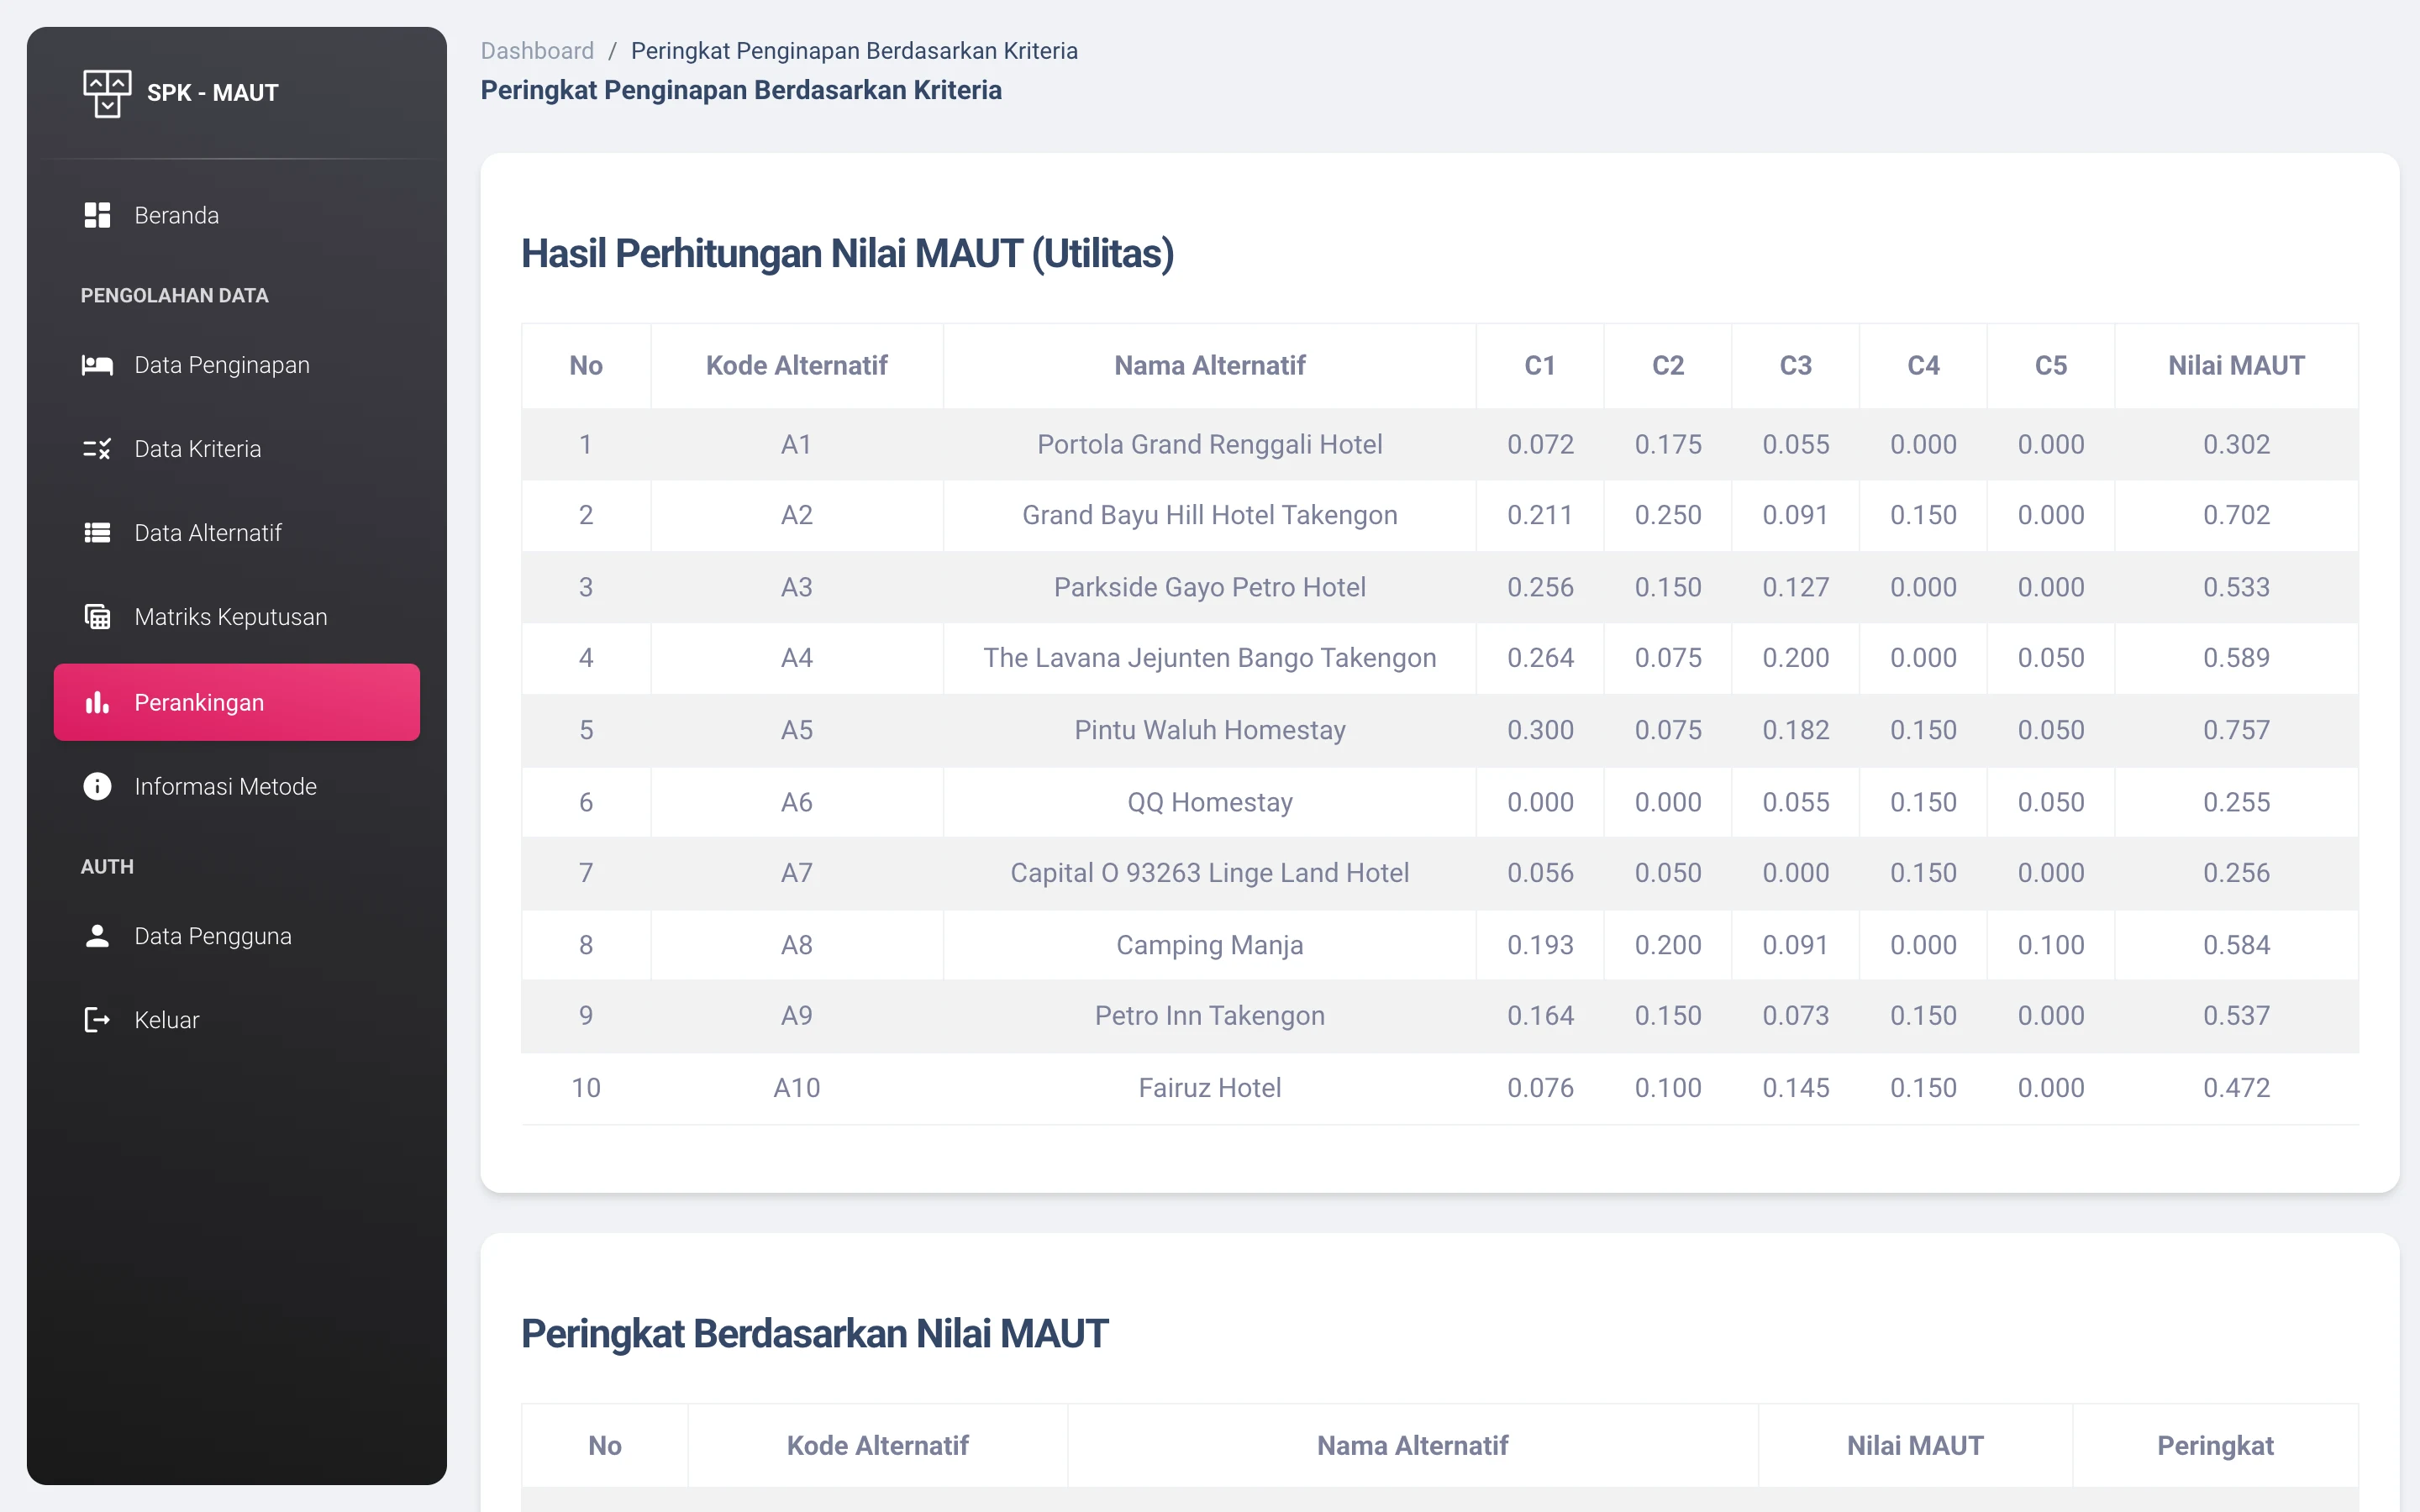 SPK - MAUT
Beranda
PENGOLAHAN DATA
Data Penginapan
Data Kriteria
Data Alternatif
Matriks Keputusan
Perankingan
Informasi Metode
AUTH
Data Pengguna
Keluar
Dashboard / Peringkat Penginapan Berdasarkan Kriteria
Peringkat Penginapan Berdasarkan Kriteria
Hasil Perhitungan Nilai MAUT (Utilitas)
No Kode Alternatif Nama Alternatif C1 C2 C3 C4 C5 Nilai MAUT
1 A1 Portola Grand Renggali Hotel 0.072 0.175 0.055 0.000 0.000 0.302
2 A2 Grand Bayu Hill Hotel Takengon 0.211 0.250 0.091 0.150 0.000 0.702
3 A3 Parkside Gayo Petro Hotel 0.256 0.150 0.127 0.000 0.000 0.533
4 A4 The Lavana Jejunten Bango Takengon 0.264 0.075 0.200 0.000 0.050 0.589
5 A5 Pintu Waluh Homestay 0.300 0.075 0.182 0.150 0.050 0.757
6 A6 QQ Homestay 0.000 0.000 0.055 0.150 0.050 0.255
7 A7 Capital O 93263 Linge Land Hotel 0.056 0.050 0.000 0.150 0.000 0.256
8 A8 Camping Manja 0.193 0.200 0.091 0.000 0.100 0.584
9 A9 Petro Inn Takengon 0.164 0.150 0.073 0.150 0.000 0.537
10 A10 Fairuz Hotel 0.076 0.100 0.145 0.150 0.000 0.472
Peringkat Berdasarkan Nilai MAUT
No Kode Alternatif Nama Alternatif Nilai MAUT Peringkat